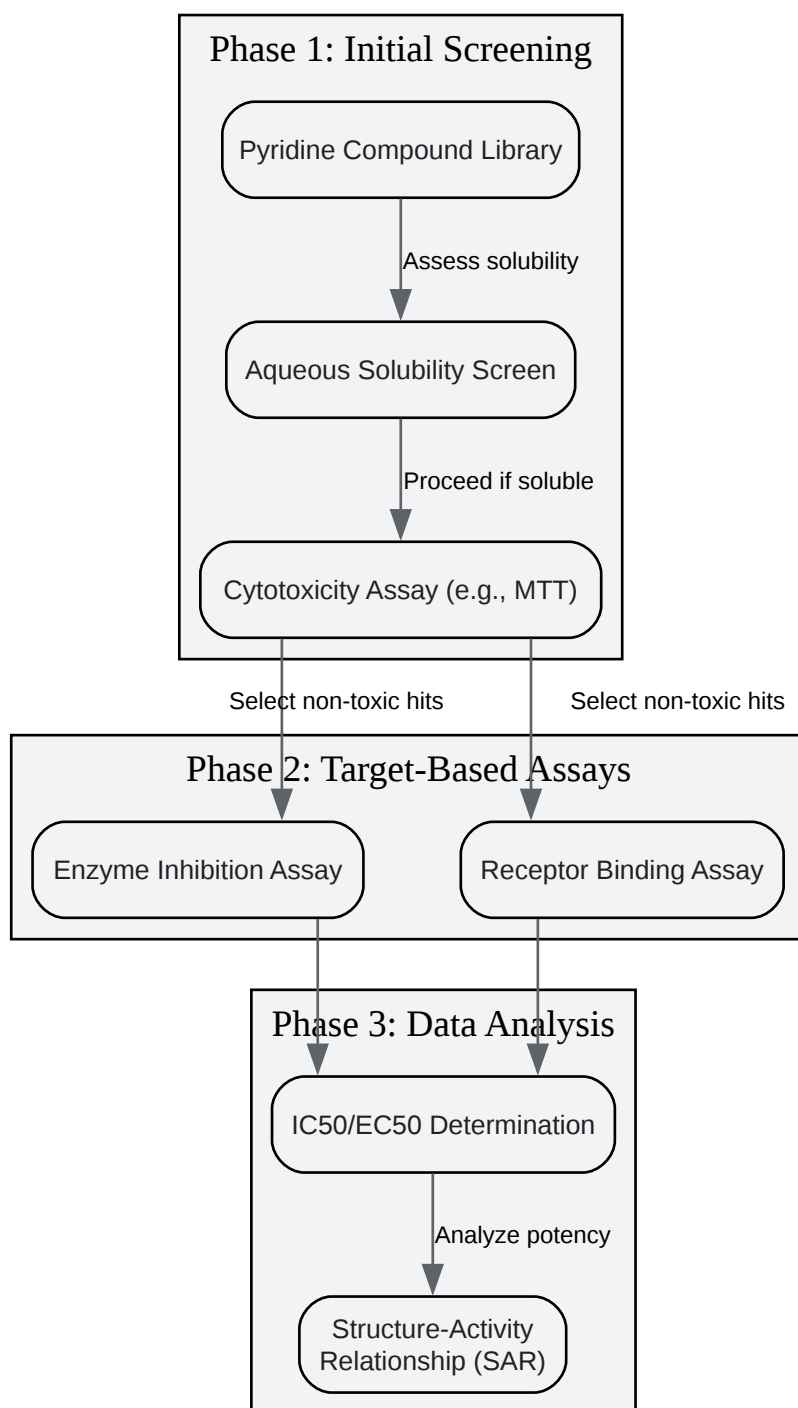 Phase 1: Initial Screening
Pyridine Compound Library
Assess solubility
Aqueous Solubility Screen
Proceed if soluble
Cytotoxicity Assay (e.g., MTT)
Select non-toxic hits
Select non-toxic hits
Phase 2: Target-Based Assays
Enzyme Inhibition Assay
Receptor Binding Assay
Phase 3: Data Analysis
IC50/EC50 Determination
Analyze potency
Structure-Activity
Relationship (SAR)